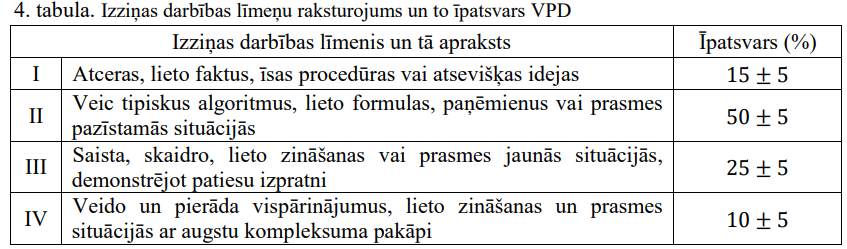 4. tabula. Izziņas darbības līmeņu raksturojums un to īpatsvars VPD
Izziņas darbības līmenis un tā apraksts Īpatsvars (%)
I Atceras, lieto faktus, īsas procedūras vai atsevišķas idejas 15 ± 5
II Veic tipiskus algoritmus, lieto formulas, paņēmienus vai prasmes
pazīstamās situācijās 50 ± 5
III Saista, skaidro, lieto zināšanas vai prasmes jaunās situācijās,
demonstrējot patiesu izpratni 25 ± 5
IV Veido un pierāda vispārinājumus, lieto zināšanas un prasmes
situācijās ar augstu kompleksuma pakāpi 10 ± 5